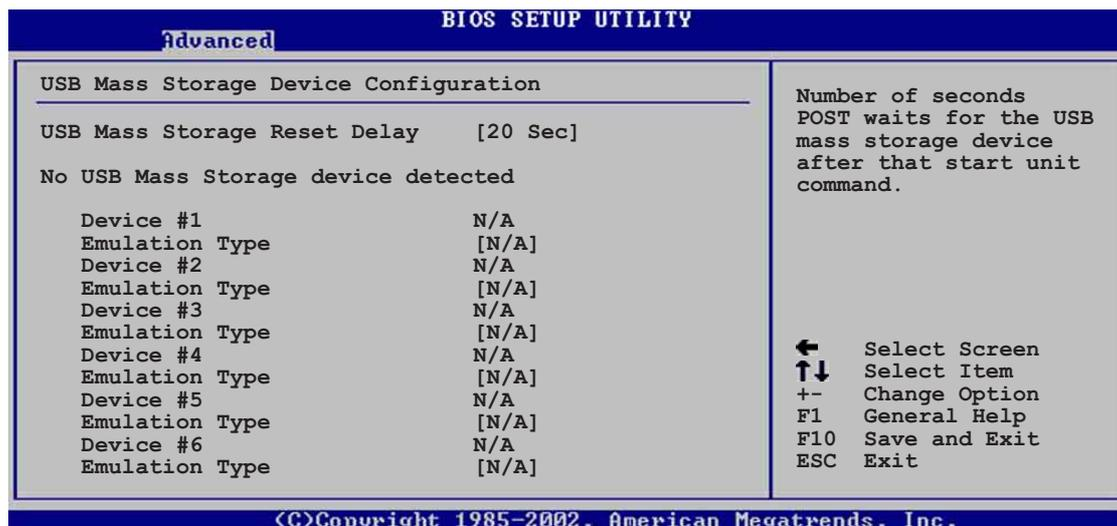 BIOS SETUP UTILITY
Advanced
USB Mass Storage Device Configuration
USB Mass Storage Reset Delay [20 Sec]
No USB Mass Storage device detected
Device #1 N/A
Emulation Type [N/A]
Device #2 N/A
Emulation Type [N/A]
Device #3 N/A
Emulation Type [N/A]
Device #4 N/A
Emulation Type [N/A]
Device #5 N/A
Emulation Type [N/A]
Device #6 N/A
Emulation Type [N/A]
Number of seconds
POST waits for the USB
mass storage device
after that start unit
command.
← Select Screen
↑↓ Select Item
+- Change Option
F1 General Help
F10 Save and Exit
ESC Exit
(C)Copyright 1985-2002, American Megatrends, Inc.